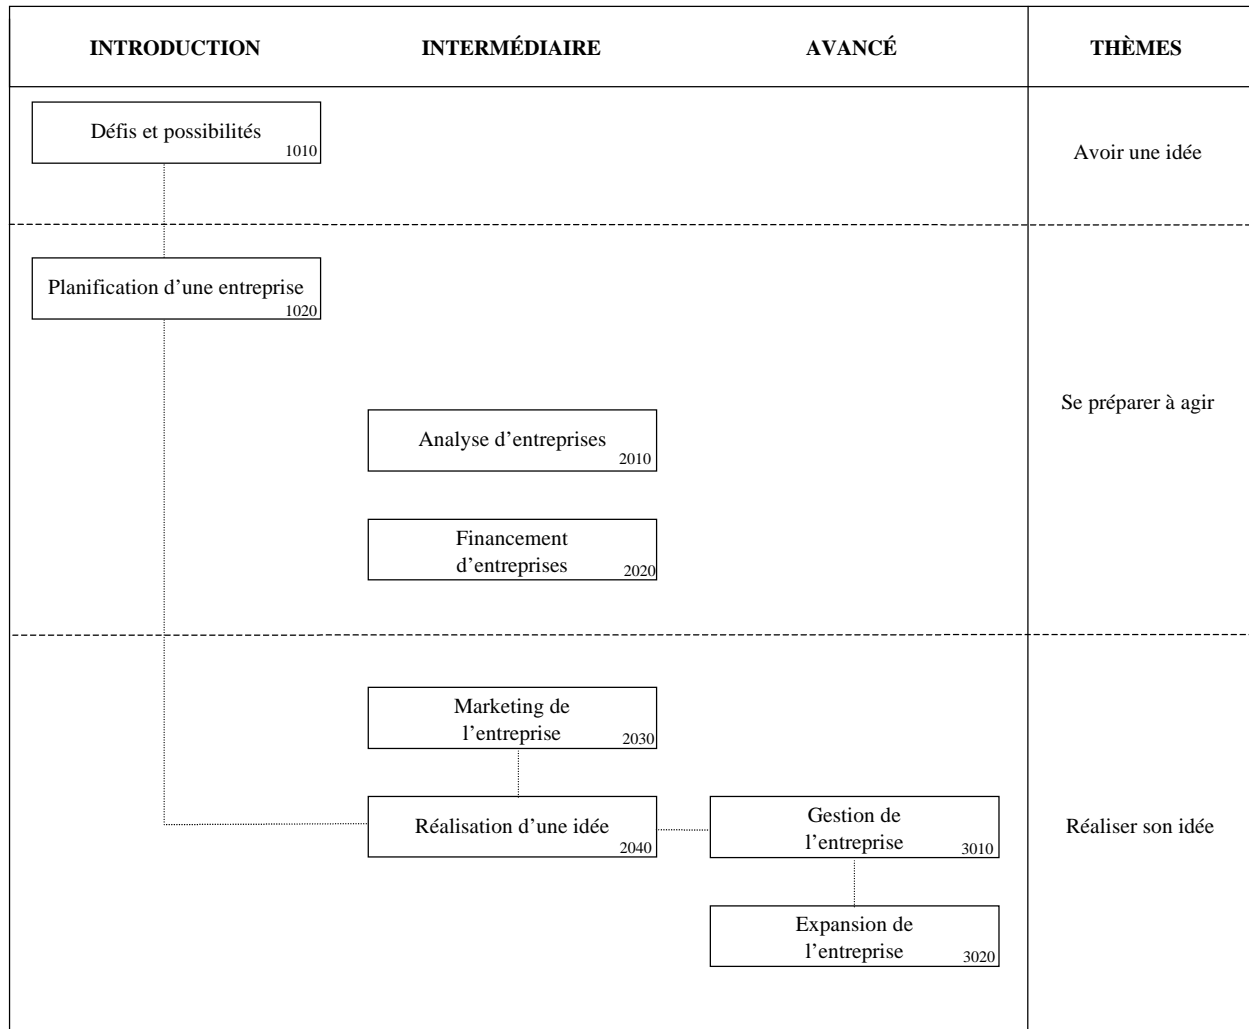 INTRODUCTION
INTERMÉDIAIRE
AVANCÉ
THÈMES
Défis et possibilités
1010
Avoir une idée
Planification d’une entreprise
1020
Se préparer à agir
Analyse d’entreprises
2010
Financement
d’entreprises
2020
Marketing de
l’entreprise
2030
Réalisation d’une idée
2040
Gestion de
l’entreprise
3010
Réaliser son idée
Expansion de
l’entreprise
3020